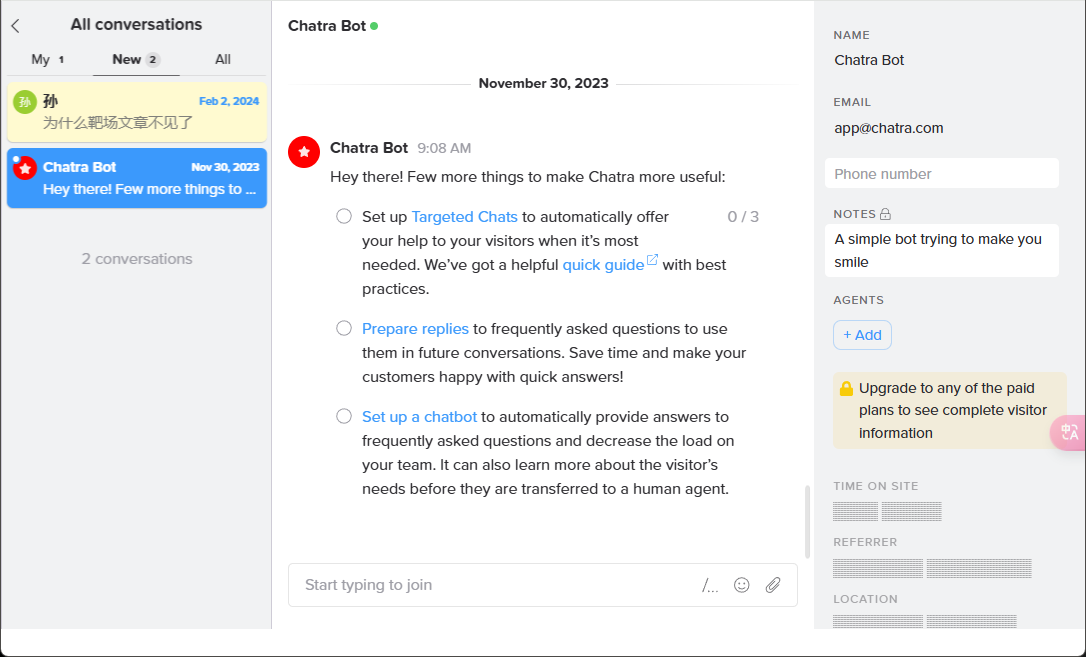 All conversations
My 1
New 2
All
孙
孙
Feb 2, 2024
为什么靶场文章不见了
Chatra Bot
Nov 30, 2023
Hey there! Few more things to ...
2 conversations
Chatra Bot
November 30, 2023
Chatra Bot 9:08 AM
Hey there! Few more things to make Chatra more useful:
Set up Targeted Chats to automatically offer
0 / 3
your help to your visitors when it’s most
needed. We’ve got a helpful quick guide with best
practices.
Prepare replies to frequently asked questions to use
them in future conversations. Save time and make your
customers happy with quick answers!
Set up a chatbot to automatically provide answers to
frequently asked questions and decrease the load on
your team. It can also learn more about the visitor’s
needs before they are transferred to a human agent.
Start typing to join
/...
NAME
Chatra Bot
EMAIL
app@chatra.com
Phone number
NOTES
A simple bot trying to make you
smile
AGENTS
+ Add
Upgrade to any of the paid
plans to see complete visitor
information
中A
TIME ON SITE
REFERRER
LOCATION